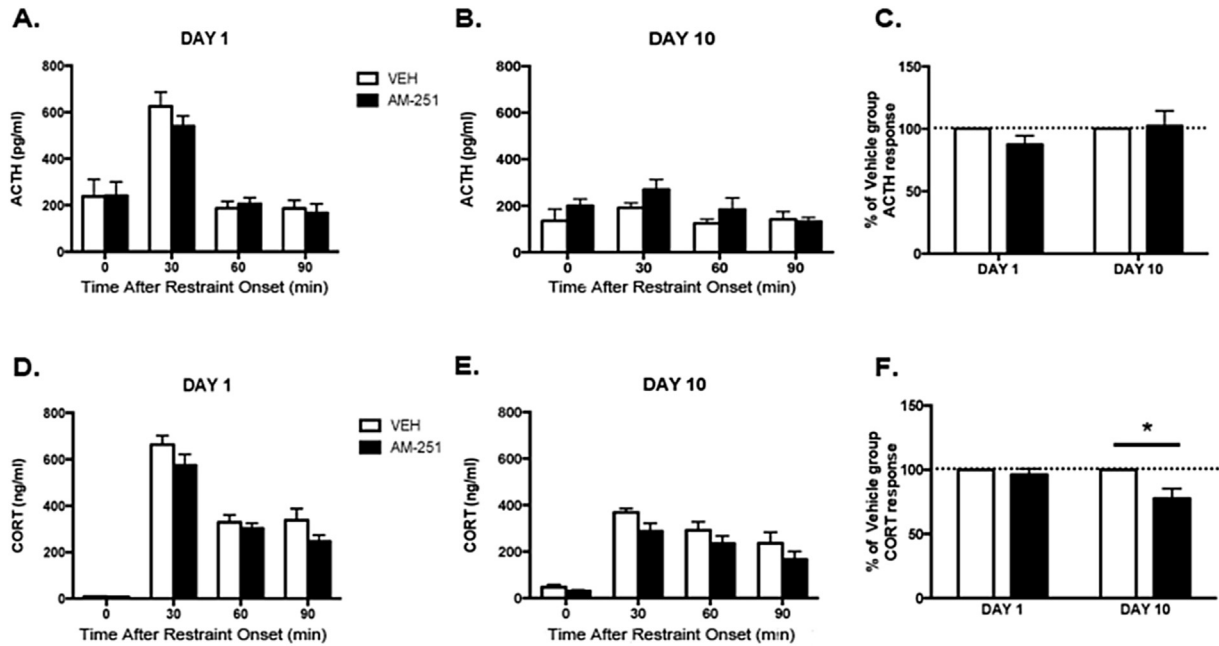 A.
DAY 1
ACTH (pg/ml)
800
600
400
200
0
0 30 60 90
Time After Restraint Onset (min)
VEH
AM-251
B.
DAY 10
ACTH (pg/ml)
800
600
400
200
0
0 30 60 90
Time After Restraint Onset (min)
C.
% of Vehicle group
ACTH response
150
100
50
0
DAY 1 DAY 10
D.
DAY 1
CORT (ng/ml)
800
600
400
200
0
0 30 60 90
Time After Restraint Onset (min)
VEH
AM-251
E.
DAY 10
CORT (ng/ml)
800
600
400
200
0
0 30 60 90
Time After Restraint Onset (min)
F.
% of Vehicle group
CORT response
150
100
50
0
*
DAY 1 DAY 10